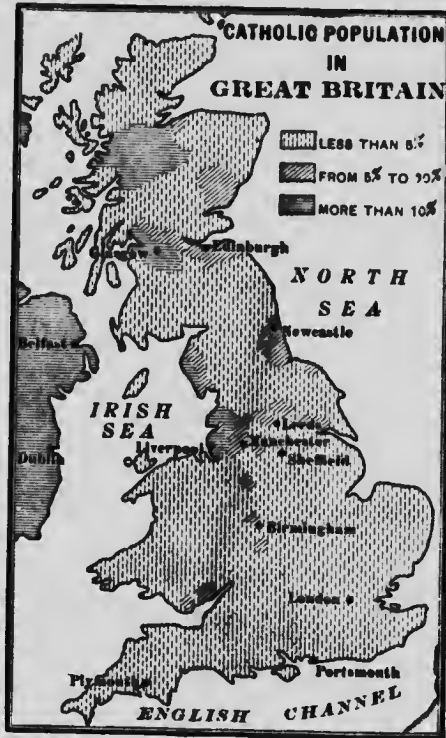 CATHOLIC POPULATION
IN
GREAT BRITAIN
LESS THAN 5%
FROM 5% TO 10%
MORE THAN 10%
Glasgow
Edinburgh
NORTH
SEA
Newcastle
Belfast
IRISH
SEA
Leeds
Manchester
Liverpool
Sheffield
Dublin
Birmingham
London
Portsmouth
Plymouth
ENGLISH CHANNEL